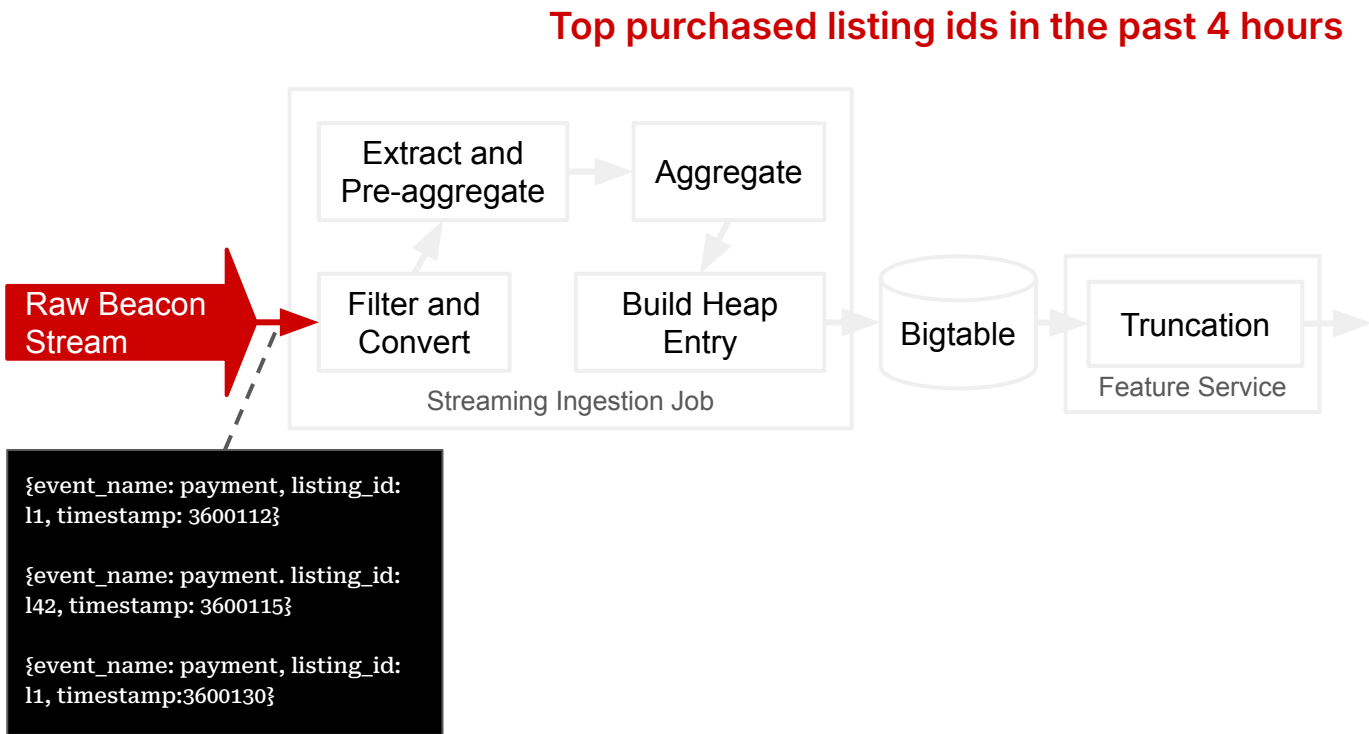 Top purchased listing ids in the past 4 hours
Extract and
Pre-aggregate
Aggregate
Raw Beacon
Stream
Filter and
Convert
Build Heap
Entry
Bigtable
Truncation
Feature Service
Streaming Ingestion Job
{event_name: payment, listing_id:
l1, timestamp: 3600112}
{event_name: payment. listing_id:
l42, timestamp: 3600115}
{event_name: payment, listing_id:
l1, timestamp:3600130}